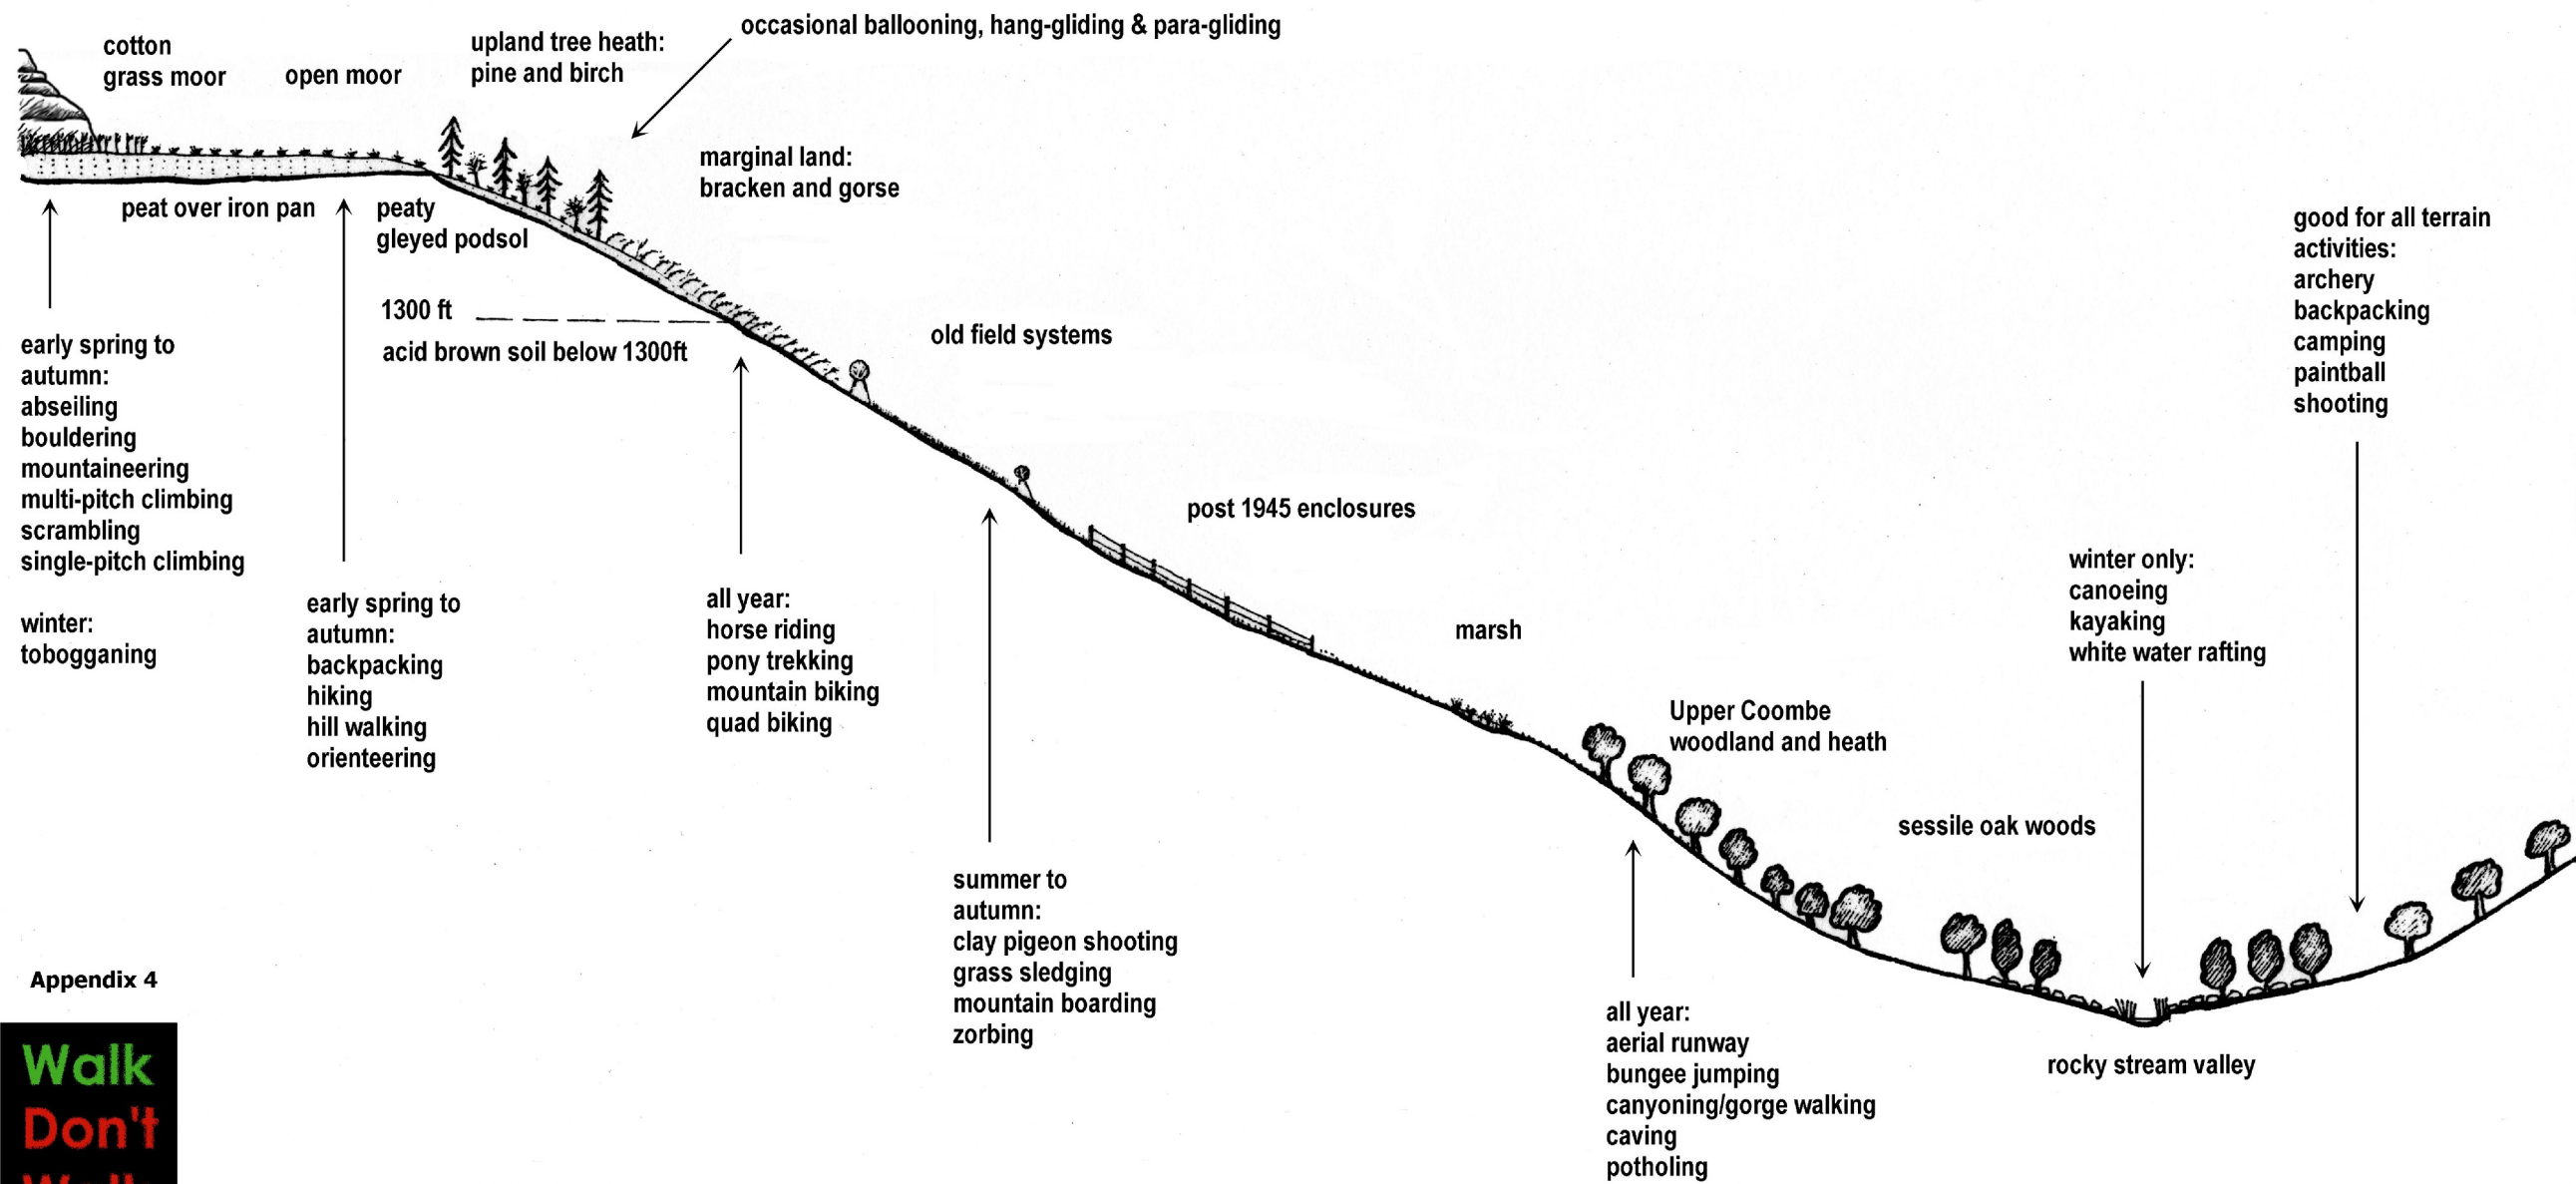 occasional ballooning, hang-gliding & para-gliding
cotton
grass moor
open moor
upland tree heath:
pine and birch
marginal land:
bracken and gorse
peat over iron pan
peaty
gleyed podsol
1300 ft
acid brown soil below 1300ft
old field systems
post 1945 enclosures
marsh
Upper Coombe
woodland and heath
sessile oak woods
rocky stream valley
early spring to
autumn:
abseiling
bouldering
mountaineering
multi-pitch climbing
scrambling
single-pitch climbing
winter:
tobogganing
early spring to
autumn:
backpacking
hiking
hill walking
orienteering
all year:
horse riding
pony trekking
mountain biking
quad biking
summer to
autumn:
clay pigeon shooting
grass sledging
mountain boarding
zorbing
all year:
aerial runway
bungee jumping
canyoning/gorge walking
caving
potholing
winter only:
canoeing
kayaking
white water rafting
good for all terrain
activities:
archery
backpacking
camping
paintball
shooting
Appendix 4
Walk
Don't